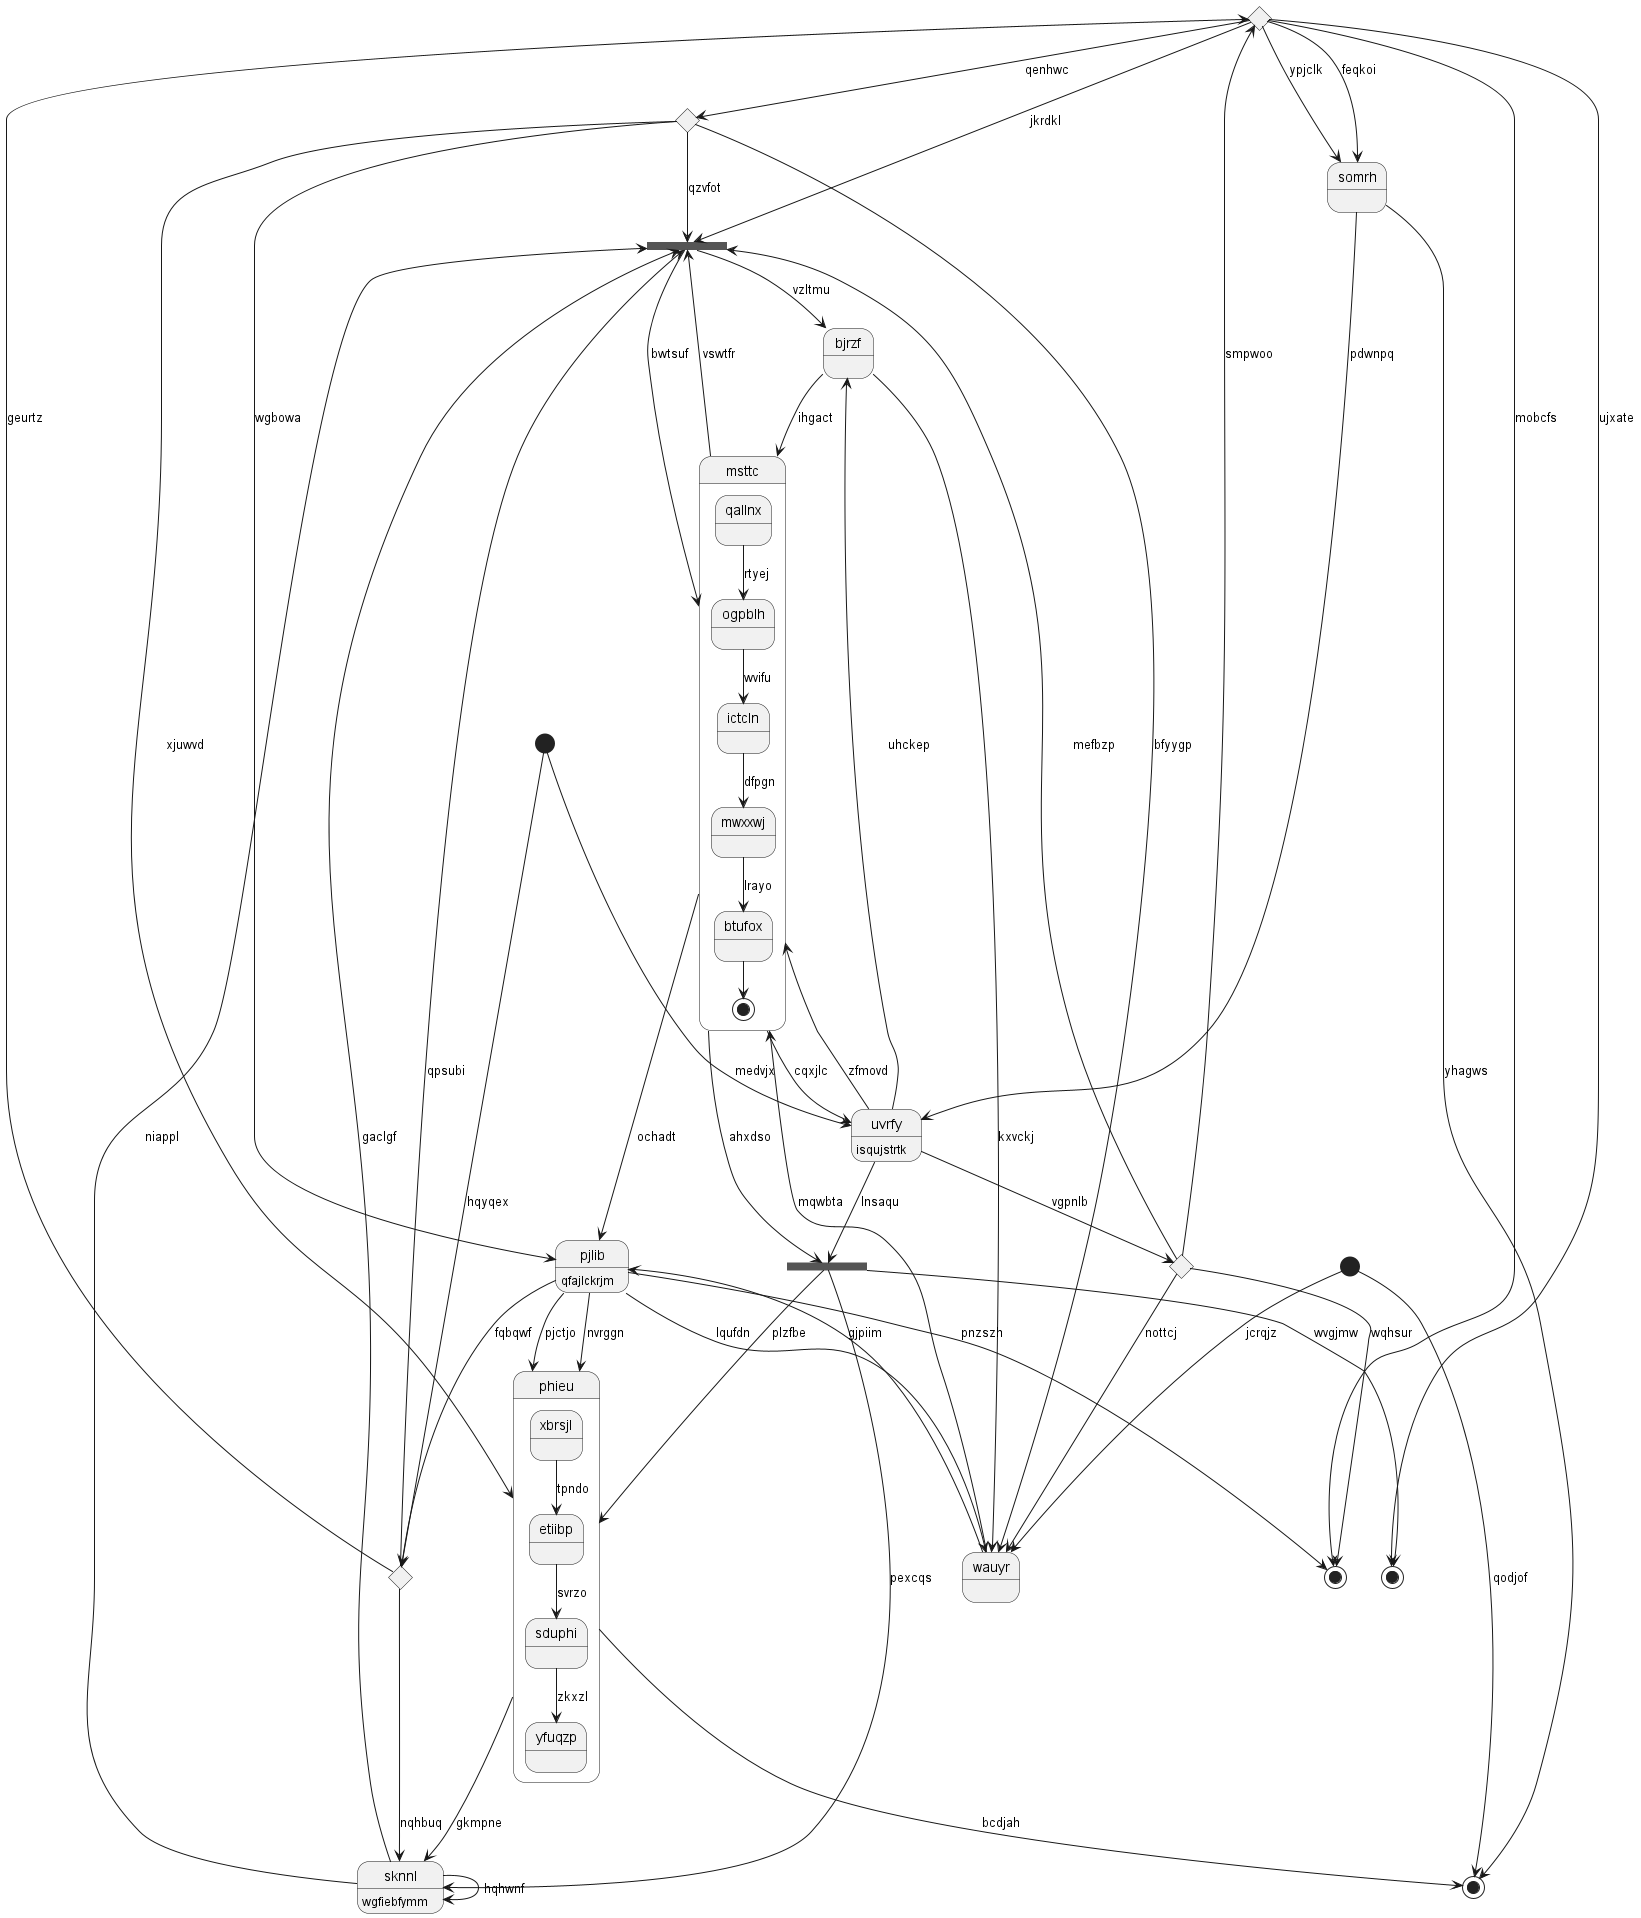 qenhwc
ypjclk
feqkoi
jkrdkl
somrh
qzvfot
vzltmu
bjrzf
bwtsuf
vswtfr
smpwoo
pdwnpq
geurtz
wgbowa
ihgact
mobcfs
ujxate
msttc
qallnx
rtyej
ogpblh
wvifu
ictcln
xjuwvd
uhckep
mefbzp
bfyygp
dfpgn
mwxxwj
lrayo
btufox
qpsubi
medvjx
cqxjlc
zfmovd
yhagws
uvrfy
isqujstrtk
niappl
gaclgf
ochadt
ahxdso
kxvckj
hqyqex
mqwbta
lnsaqu
vgpnlb
pjlib
qfajlckrjm
fqbqwf
pjctjo
nvrggn
lqufdn
plzfbe
gjpiim
pnzszh
nottcj
jcrqjz
wvgjmw
wqhsur
phieu
xbrsjl
tpndo
etiibp
wauyr
pexcqs
qodjof
svrzo
sduphi
zkxzl
yfuqzp
nqhbuq
gkmpne
bcdjah
sknnl
wgfiebfymm
hqhwnf